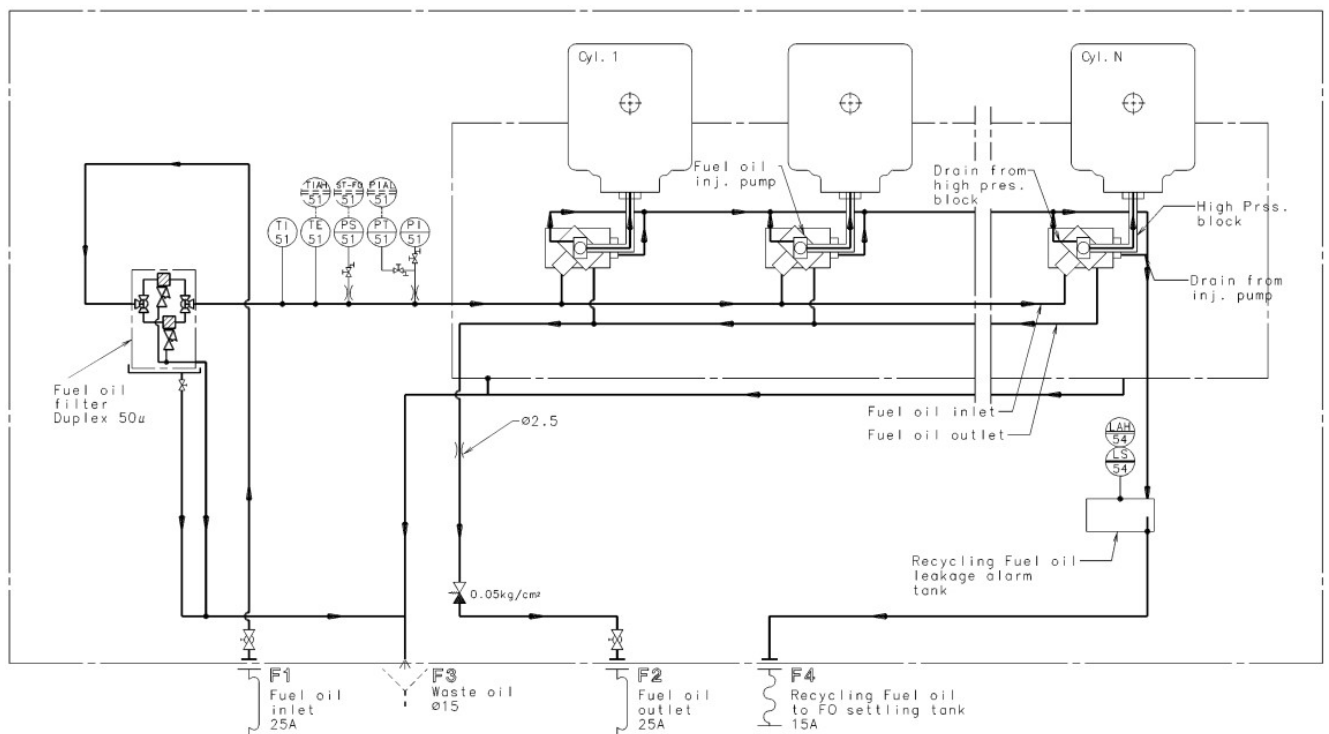 Cyl. 1
Cyl. N
Fuel oil
inj. pump
Drain from
high pres.
block
High Prss.
block
Drain from
inj. pump
TIAH
51
ST-FO
51
PIAL
51
TI
51
TE
51
PS
51
PT
51
PI
51
Fuel oil
filter
Duplex 50u
Fuel oil inlet
Fuel oil outlet
ø2.5
LAH
54
LS
54
Recycling Fuel oil
leakage alarm
tank
0.05kg/cm²
F1
Fuel oil
inlet
25A
F3
Waste oil
ø15
F2
Fuel oil
outlet
25A
F4
Recycling Fuel oil
to FO settling tank
15A